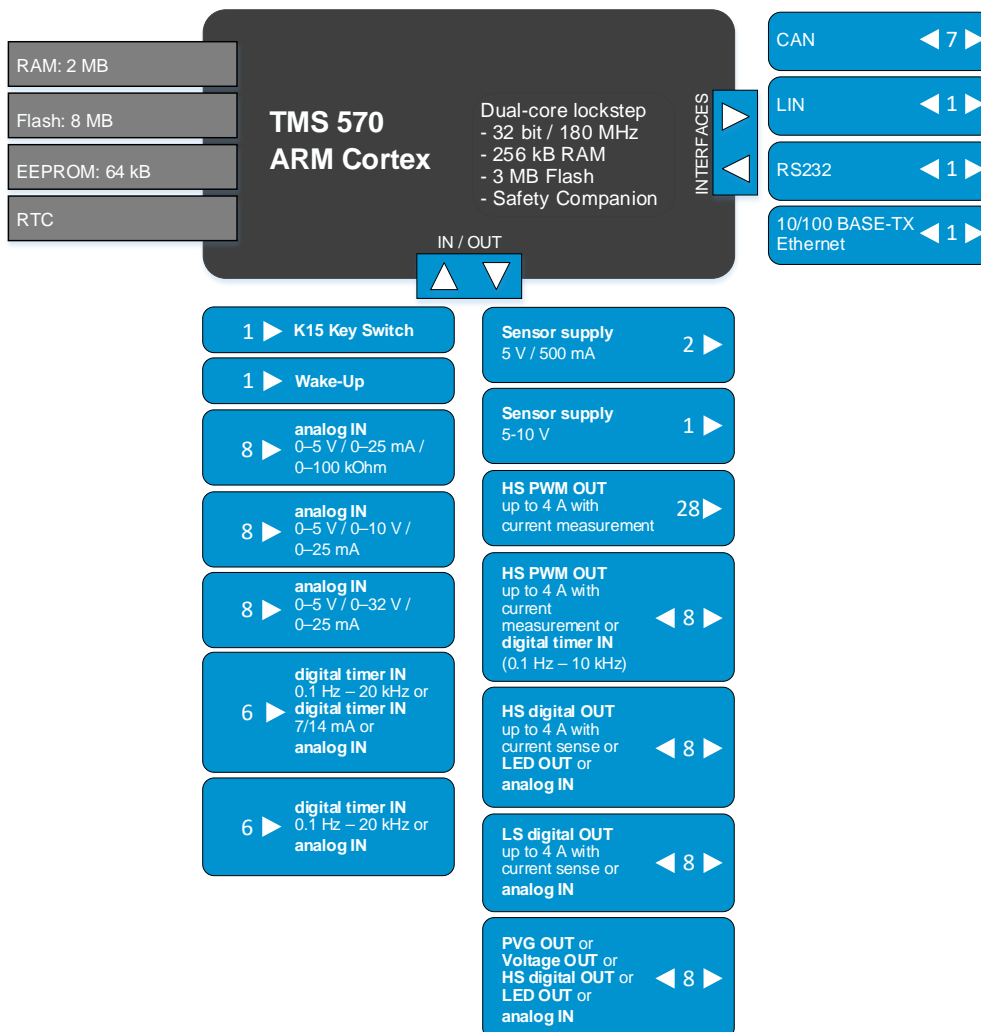 RAM: 2 MB
Flash: 8 MB
EEPROM: 64 kB
RTC
TMS 570
ARM Cortex
Dual-core lockstep
- 32 bit / 180 MHz
- 256 kB RAM
- 3 MB Flash
- Safety Companion
INTERFACES
CAN 7
LIN 1
RS232 1
10/100 BASE-TX
Ethernet 1
IN / OUT
1 K15 Key Switch
1 Wake-Up
8 analog IN
0–5 V / 0–25 mA /
0–100 kOhm
8 analog IN
0–5 V / 0–10 V /
0–25 mA
8 analog IN
0–5 V / 0–32 V /
0–25 mA
6 digital timer IN
0.1 Hz – 20 kHz or
digital timer IN
7/14 mA or
analog IN
6 digital timer IN
0.1 Hz – 20 kHz or
analog IN
Sensor supply
5 V / 500 mA 2
Sensor supply
5-10 V 1
HS PWM OUT
up to 4 A with
current measurement 28
HS PWM OUT
up to 4 A with
current
measurement or 8
digital timer IN
(0.1 Hz – 10 kHz)
HS digital OUT
up to 4 A with
current sense or 8
LED OUT or
analog IN
LS digital OUT
up to 4 A with
current sense or 8
analog IN
PVG OUT or
Voltage OUT or
HS digital OUT or 8
LED OUT or
analog IN